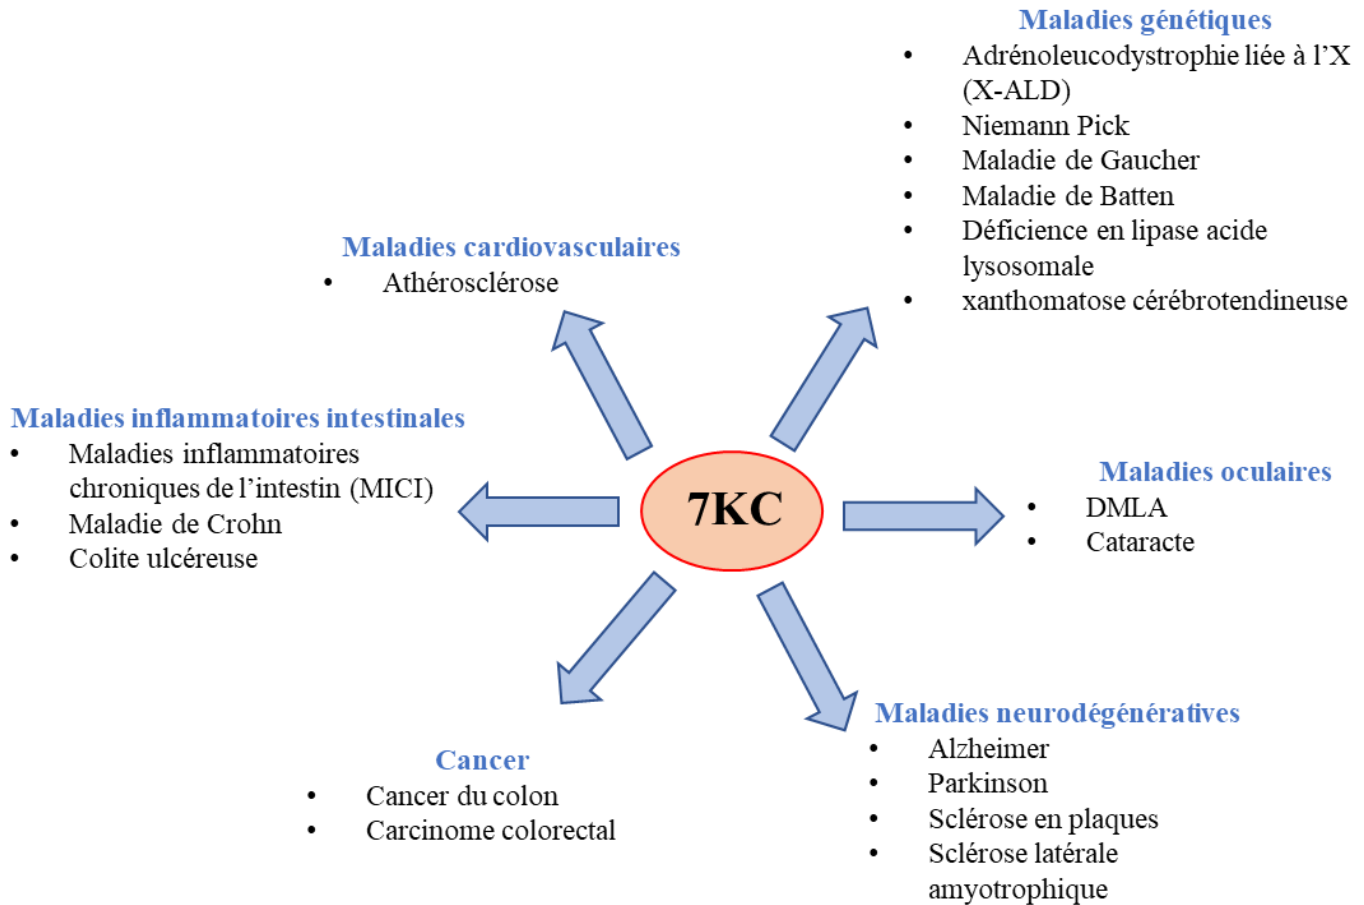 Maladies génétiques
• Adrénoleucodystrophie liée à l’X
(X-ALD)
• Niemann Pick
• Maladie de Gaucher
• Maladie de Batten
• Déficience en lipase acide
lysosomale
• xanthomatose cérébrotendineuse
Maladies cardiovasculaires
• Athérosclérose
Maladies inflammatoires intestinales
• Maladies inflammatoires
chroniques de l’intestin (MICI)
• Maladie de Crohn
• Colite ulcéreuse
7KC
Maladies oculaires
• DMLA
• Cataracte
Cancer
• Cancer du colon
• Carcinome colorectal
Maladies neurodégénératives
• Alzheimer
• Parkinson
• Sclérose en plaques
• Sclérose latérale
amyotrophique